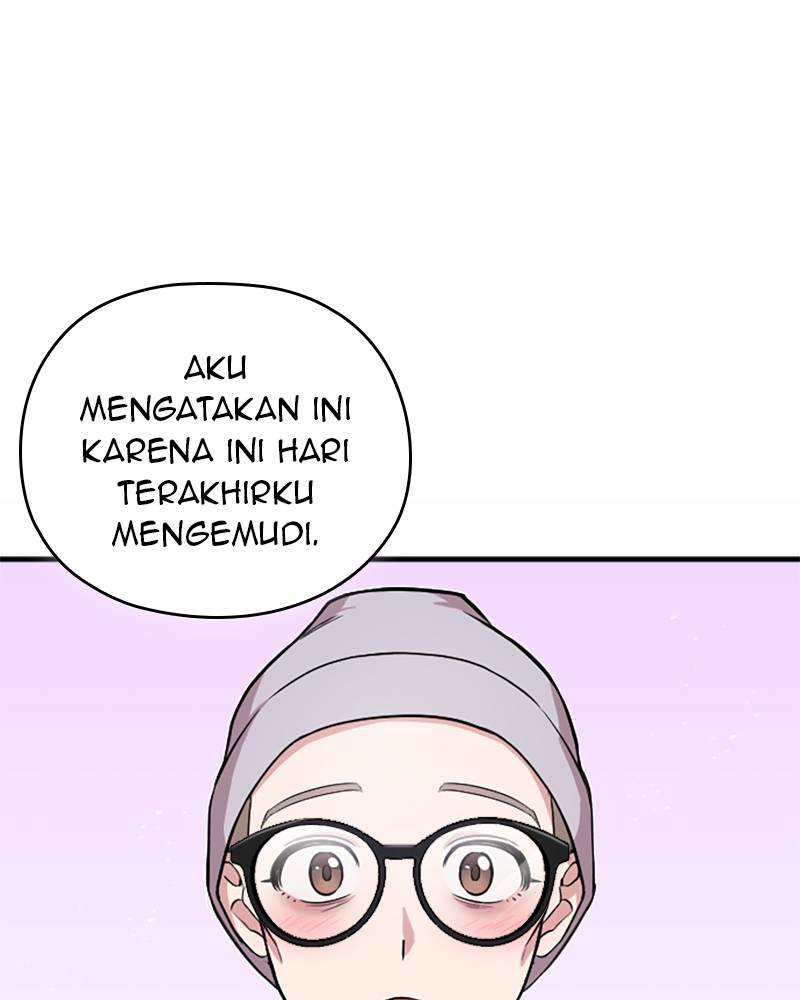 AKU
MENGATAKAN INI
KARENA INI HARI
TERAKHIRKU
MENGEMUDI.